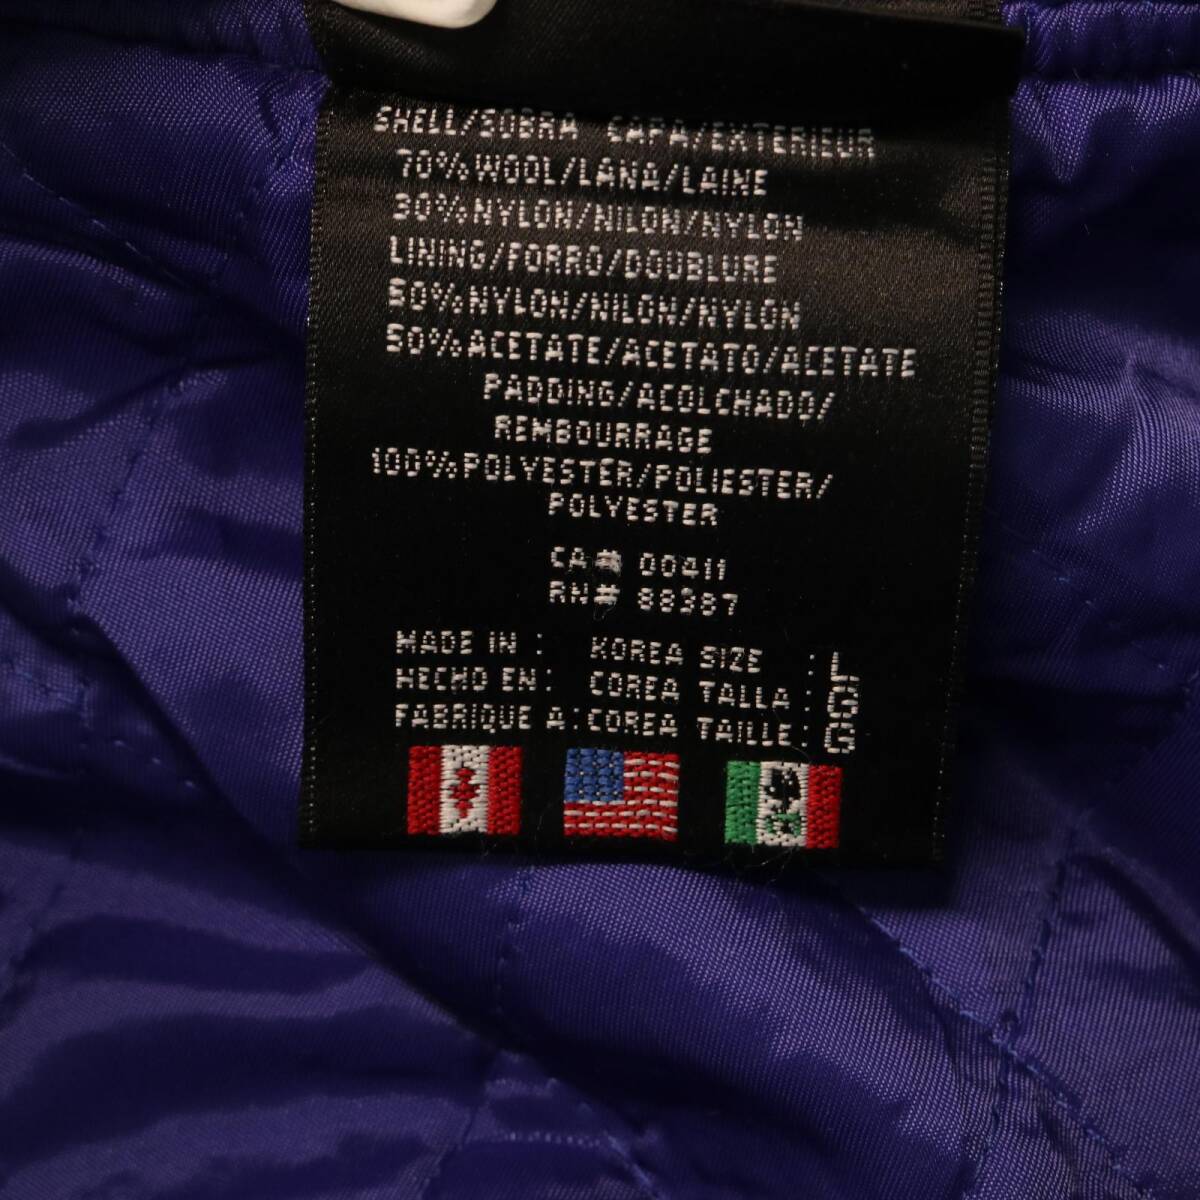 SHELL/SOBRA CAPA/EXTERIEUR
70% WOOL/LANA/LAINE
30% NYLON/NILON/NYLON
LINING/FORRO/DOUBLURE
50% NYLON/NILON/NYLON
50% ACETATE/ACETATO/ACETATE
PADDING/ACOLCHADO/
REMBOURRAGE
100% POLYESTER/POLIESTER/
POLYESTER
CA# 00411
RN# 88387
MADE IN : KOREA SIZE : L
HECHO EN: COREA TALLA : G
FABRIQUE A: COREA TAILLE: G